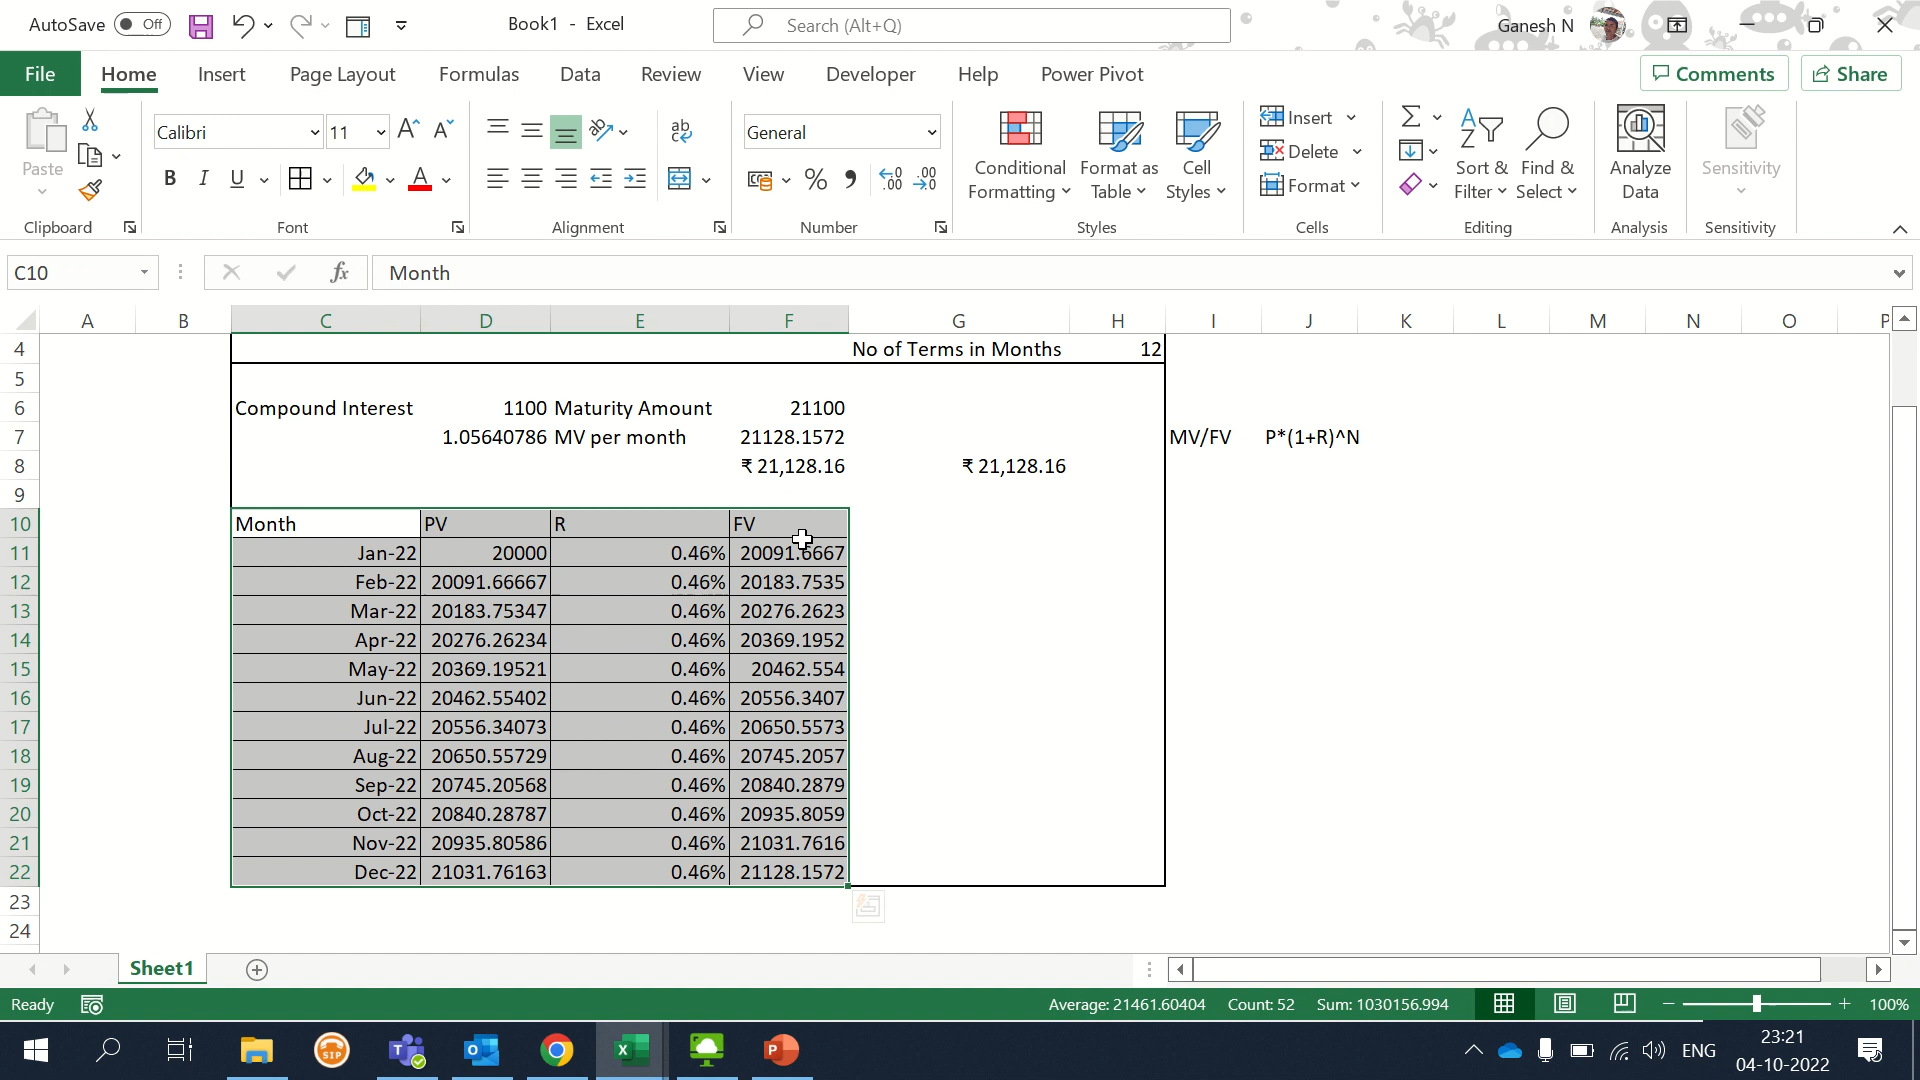 AutoSave Off Book1 - Excel Search (Alt+Q) Ganesh N
File Home Insert Page Layout Formulas Data Review View Developer Help Power Pivot Comments Share
Calibri 11 General
Paste Conditional Formatting Format as Table Cell Styles Insert Delete Format Sort & Filter Find & Select Analyze Data Sensitivity
Clipboard Font Alignment Number Styles Cells Editing Analysis Sensitivity
C10 fx Month
A B C D E F G H I J K L M N O P
4 No of Terms in Months 12
5
6 Compound Interest 1100 Maturity Amount 21100
7 1.05640786 MV per month 21128.1572 MV/FV P*(1+R)^N
8 ₹ 21,128.16 ₹ 21,128.16
9
10 Month PV R FV
11 Jan-22 20000 0.46% 20091.6667
12 Feb-22 20091.66667 0.46% 20183.7535
13 Mar-22 20183.75347 0.46% 20276.2623
14 Apr-22 20276.26234 0.46% 20369.1952
15 May-22 20369.19521 0.46% 20462.554
16 Jun-22 20462.55402 0.46% 20556.3407
17 Jul-22 20556.34073 0.46% 20650.5573
18 Aug-22 20650.55729 0.46% 20745.2057
19 Sep-22 20745.20568 0.46% 20840.2879
20 Oct-22 20840.28787 0.46% 20935.8059
21 Nov-22 20935.80586 0.46% 21031.7616
22 Dec-22 21031.76163 0.46% 21128.1572
23
24
Sheet1
Ready Average: 21461.60404 Count: 52 Sum: 1030156.994 100%
SIP ENG 23:21
04-10-2022